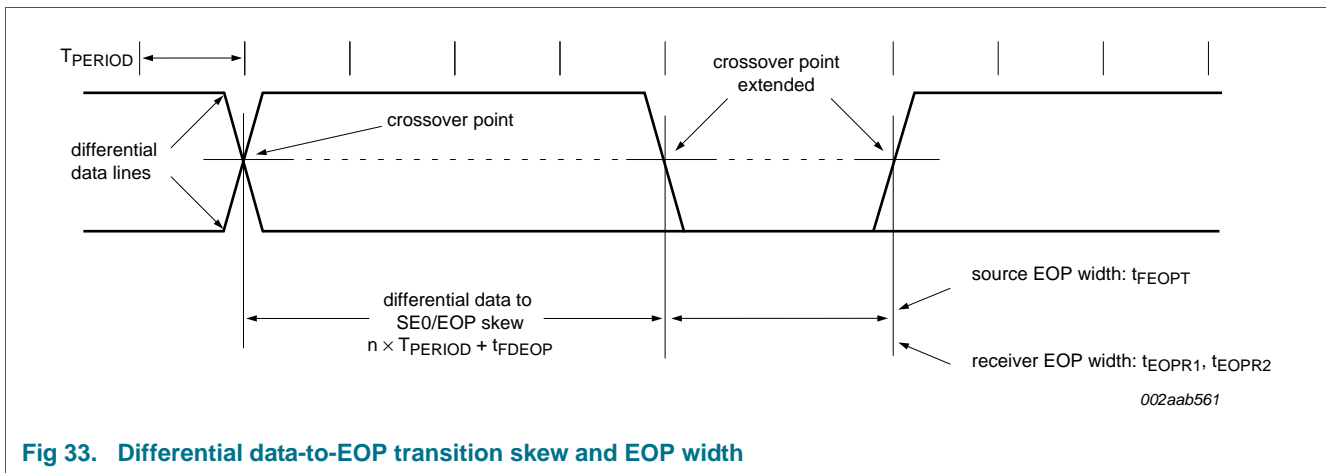 TPERIOD
crossover point
extended
crossover point
differential
data lines
differential data to
SE0/EOP skew
n × TPERIOD + tFDEOP
source EOP width: tFEOPT
receiver EOP width: tEOPR1, tEOPR2
002aab561
Fig 33. Differential data-to-EOP transition skew and EOP width